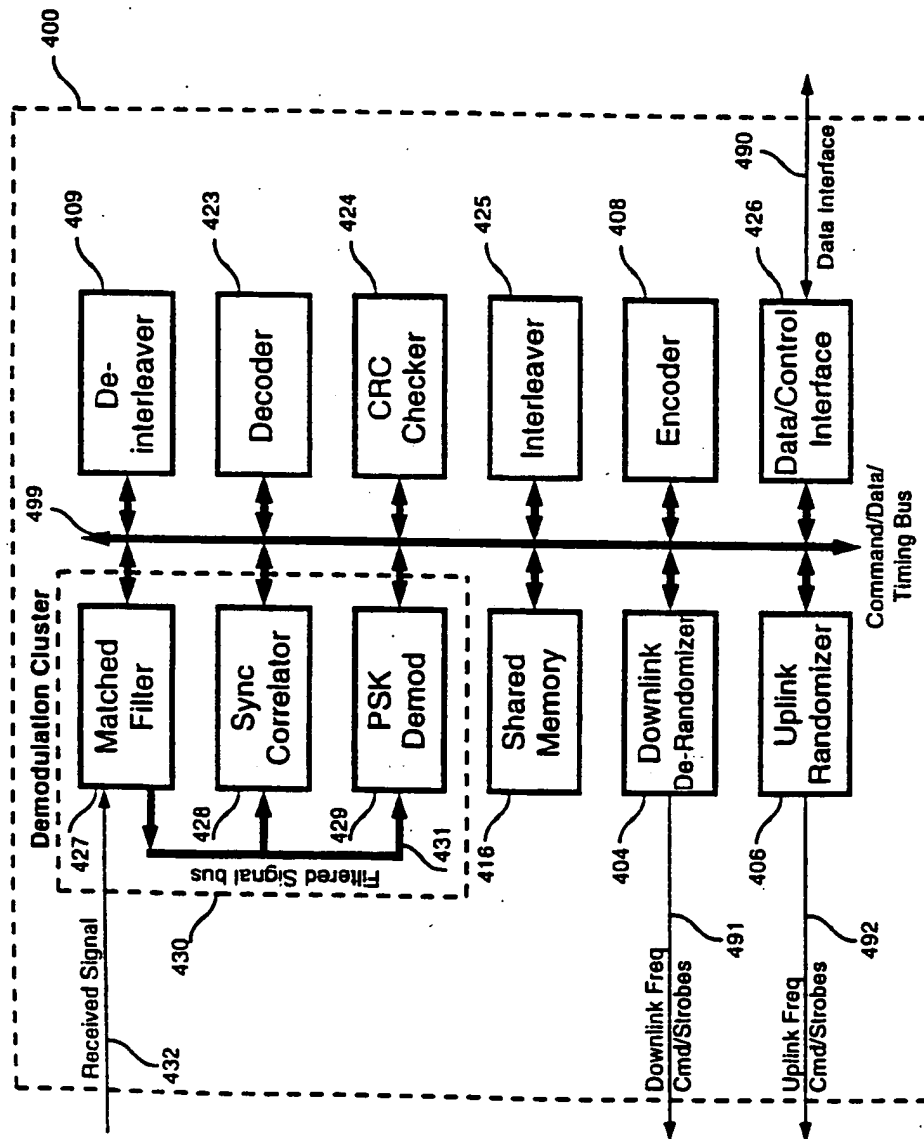 400
Demodulation Cluster
499
Received Signal
432
427
Matched
Filter
De-
interleaver
409
428
Sync
Correlator
Decoder
423
429
PSK
Demod
CRC
Checker
424
431
Filtered Signal bus
430
416
Shared
Memory
Interleaver
425
Downlink Freq
Cmd/Strobes
491
404
Downlink
De-Randomizer
Encoder
408
Uplink Freq
Cmd/Strobes
492
406
Uplink
Randomizer
Data/Control
Interface
426
490
Data Interface
Command/Data/
Timing Bus